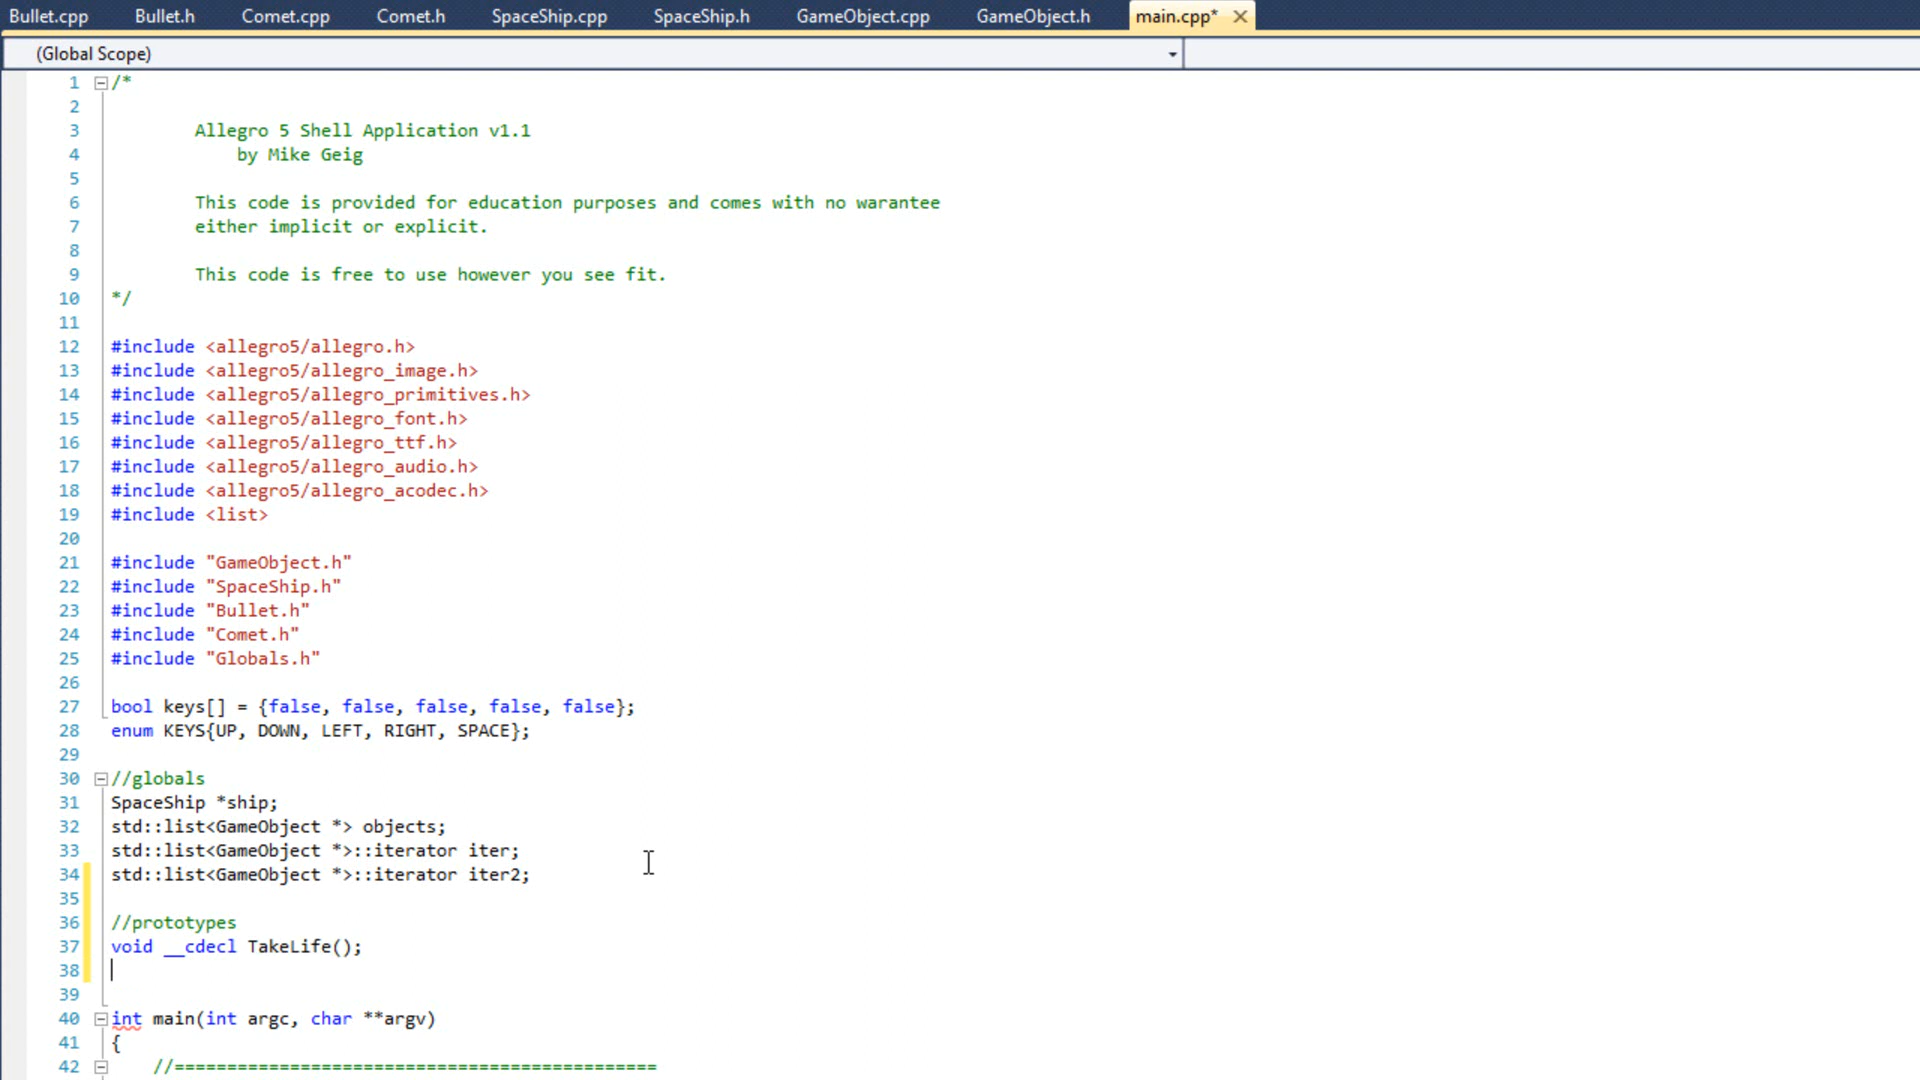 Bullet.cpp Bullet.h Comet.cpp Comet.h SpaceShip.cpp SpaceShip.h GameObject.cpp GameObject.h main.cpp*
(Global Scope)
1 /*
2
3 Allegro 5 Shell Application v1.1
4 by Mike Geig
5
6 This code is provided for education purposes and comes with no warantee
7 either implicit or explicit.
8
9 This code is free to use however you see fit.
10 */
11
12 #include <allegro5/allegro.h>
13 #include <allegro5/allegro_image.h>
14 #include <allegro5/allegro_primitives.h>
15 #include <allegro5/allegro_font.h>
16 #include <allegro5/allegro_ttf.h>
17 #include <allegro5/allegro_audio.h>
18 #include <allegro5/allegro_acodec.h>
19 #include <list>
20
21 #include "GameObject.h"
22 #include "SpaceShip.h"
23 #include "Bullet.h"
24 #include "Comet.h"
25 #include "Globals.h"
26
27 bool keys[] = {false, false, false, false, false};
28 enum KEYS{UP, DOWN, LEFT, RIGHT, SPACE};
29
30 //globals
31 SpaceShip *ship;
32 std::list<GameObject *> objects;
33 std::list<GameObject *>::iterator iter;
34 std::list<GameObject *>::iterator iter2;
35
36 //prototypes
37 void __cdecl TakeLife();
38
39
40 int main(int argc, char **argv)
41 {
42 //==============================================